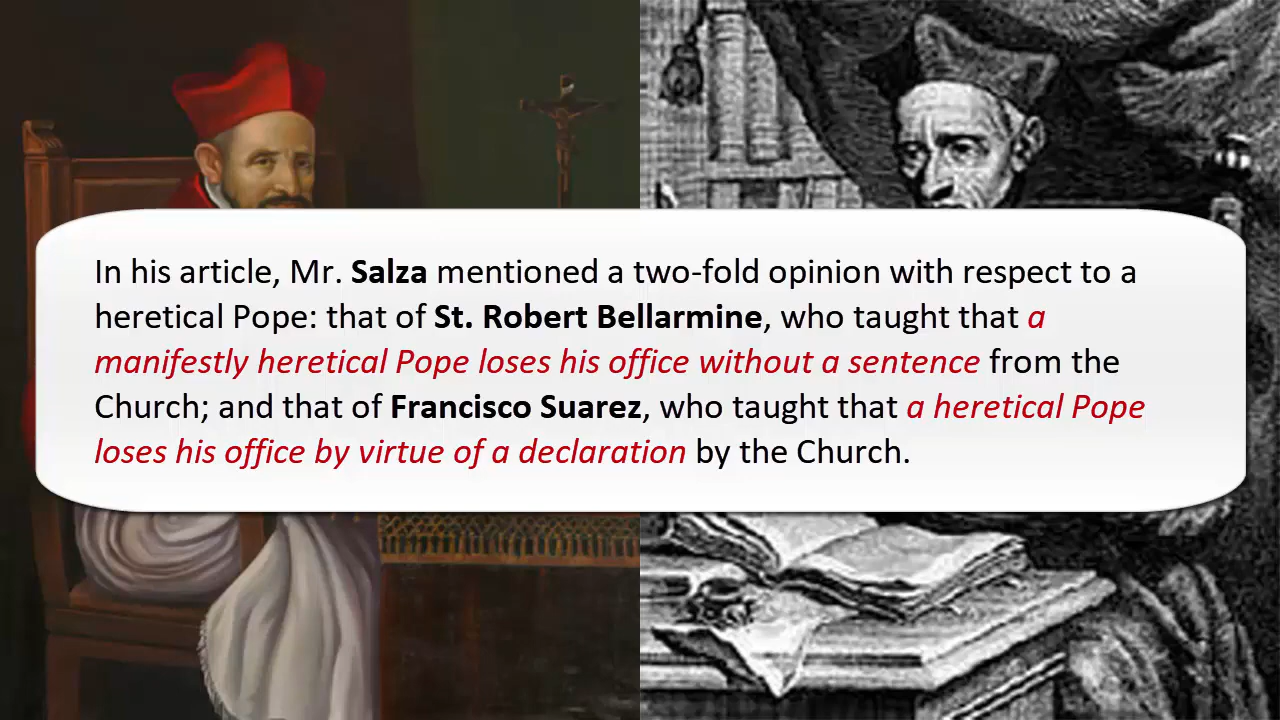 In his article, Mr. Salza mentioned a two-fold opinion with respect to a
heretical Pope: that of St. Robert Bellarmine, who taught that a
manifestly heretical Pope loses his office without a sentence from the
Church; and that of Francisco Suarez, who taught that a heretical Pope
loses his office by virtue of a declaration by the Church.